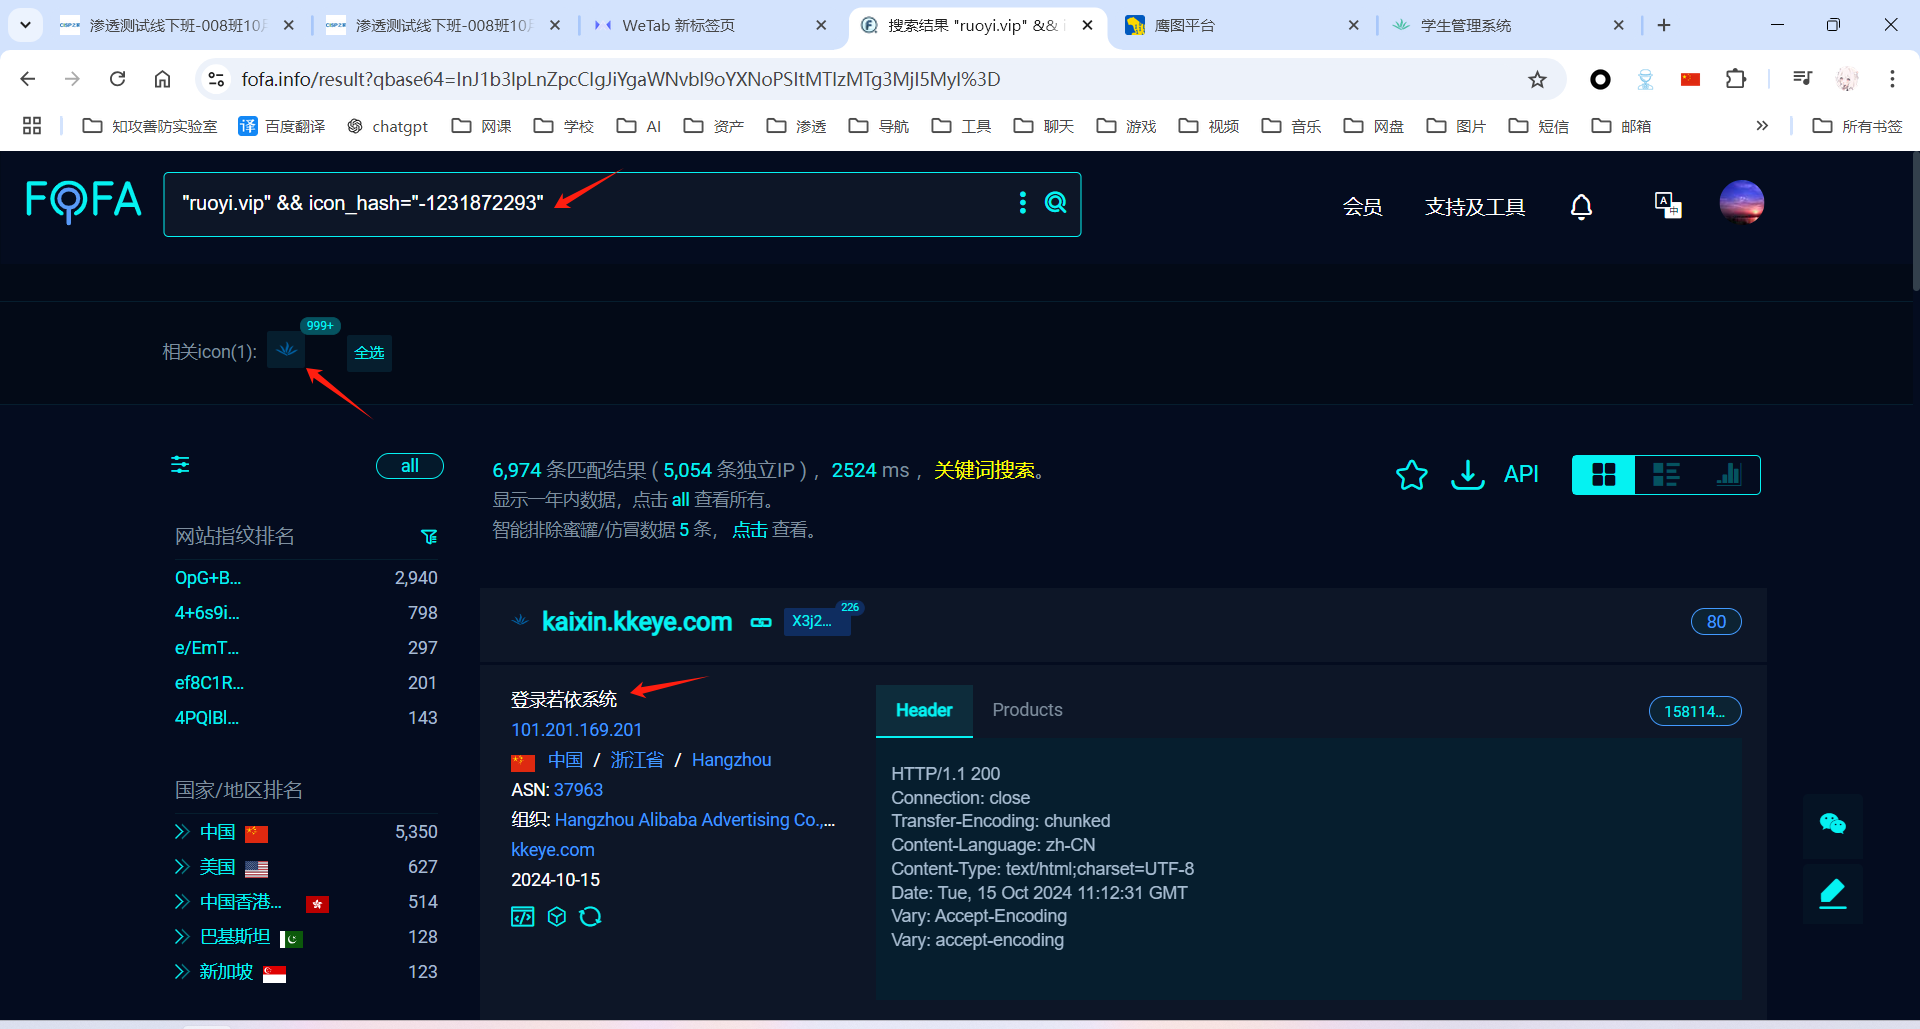 渗透测试线下班-008班10月
渗透测试线下班-008班10月
WeTab 新标签页
搜索结果 "ruoyi.vip" && i
鹰图平台
学生管理系统
fofa.info/result?qbase64=InJ1b3lpLnZpcCIgJiYgaWNvbl9oYXNoPSItMTIzMTg3MjI5MyI%3D
知攻善防实验室
译 百度翻译
chatgpt
网课
学校
AI
资产
渗透
导航
工具
聊天
游戏
视频
音乐
网盘
图片
短信
邮箱
所有书签
FOFA
"ruoyi.vip" && icon_hash="-1231872293"
会员
支持及工具
A 中
相关icon(1):
999+
全选
all
6,974 条匹配结果 ( 5,054 条独立IP ) ，2524 ms ，关键词搜索。
显示一年内数据，点击 all 查看所有。
智能排除蜜罐/仿冒数据 5 条， 点击 查看。
API
网站指纹排名
OpG+B... 2,940
4+6s9i... 798
e/EmT... 297
ef8C1R... 201
4PQlBl... 143
国家/地区排名
中国 5,350
美国 627
中国香港... 514
巴基斯坦 128
新加坡 123
kaixin.kkeye.com
X3j2...
226
80
登录若依系统
101.201.169.201
中国 / 浙江省 / Hangzhou
ASN: 37963
组织: Hangzhou Alibaba Advertising Co.,...
kkeye.com
2024-10-15
Header
Products
158114...
HTTP/1.1 200
Connection: close
Transfer-Encoding: chunked
Content-Language: zh-CN
Content-Type: text/html;charset=UTF-8
Date: Tue, 15 Oct 2024 11:12:31 GMT
Vary: Accept-Encoding
Vary: accept-encoding